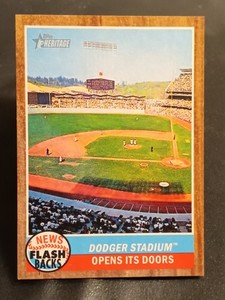 Topps
HERITAGE
DODGER STADIUM™
OPENS ITS DOORS
NEWS
FLASH
BACKS